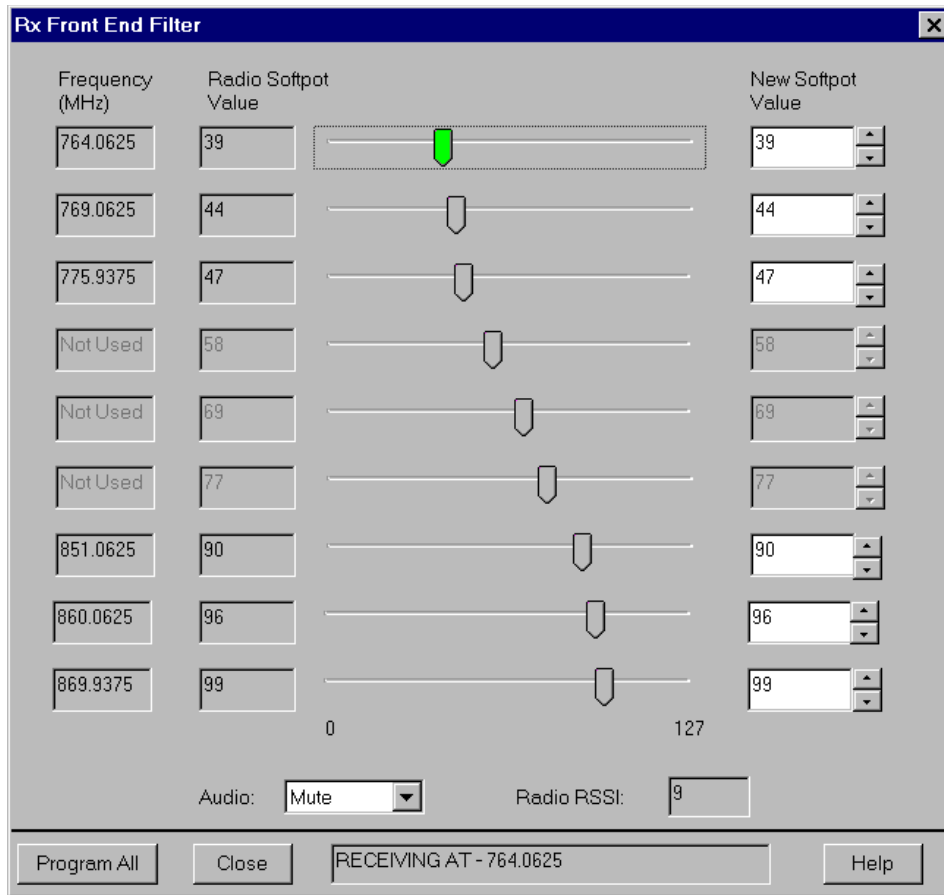 Rx Front End Filter
Frequency (MHz) Radio Softpot Value New Softpot Value
764.0625 39 39
769.0625 44 44
775.9375 47 47
Not Used 58 58
Not Used 69 69
Not Used 77 77
851.0625 90 90
860.0625 96 96
869.9375 99 99
0 127
Audio: Mute Radio RSSI: 9
Program All Close RECEIVING AT - 764.0625 Help